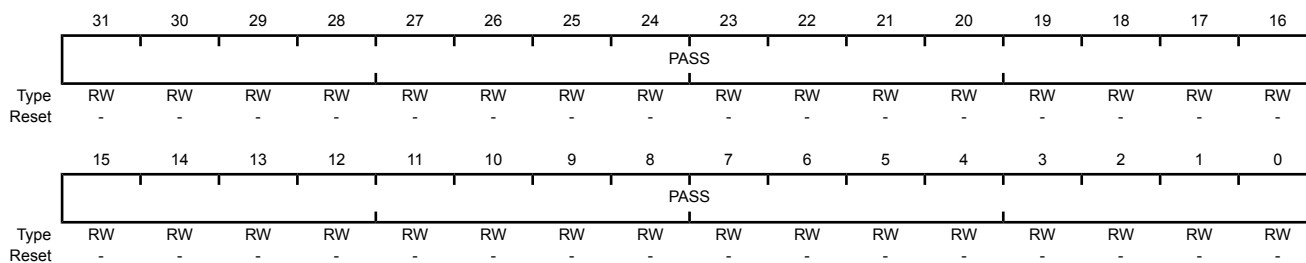 31 30 29 28 27 26 25 24 23 22 21 20 19 18 17 16
PASS
Type RW RW RW RW RW RW RW RW RW RW RW RW RW RW RW RW
Reset - - - - - - - - - - - - - - - -
15 14 13 12 11 10 9 8 7 6 5 4 3 2 1 0
PASS
Type RW RW RW RW RW RW RW RW RW RW RW RW RW RW RW RW
Reset - - - - - - - - - - - - - - - -